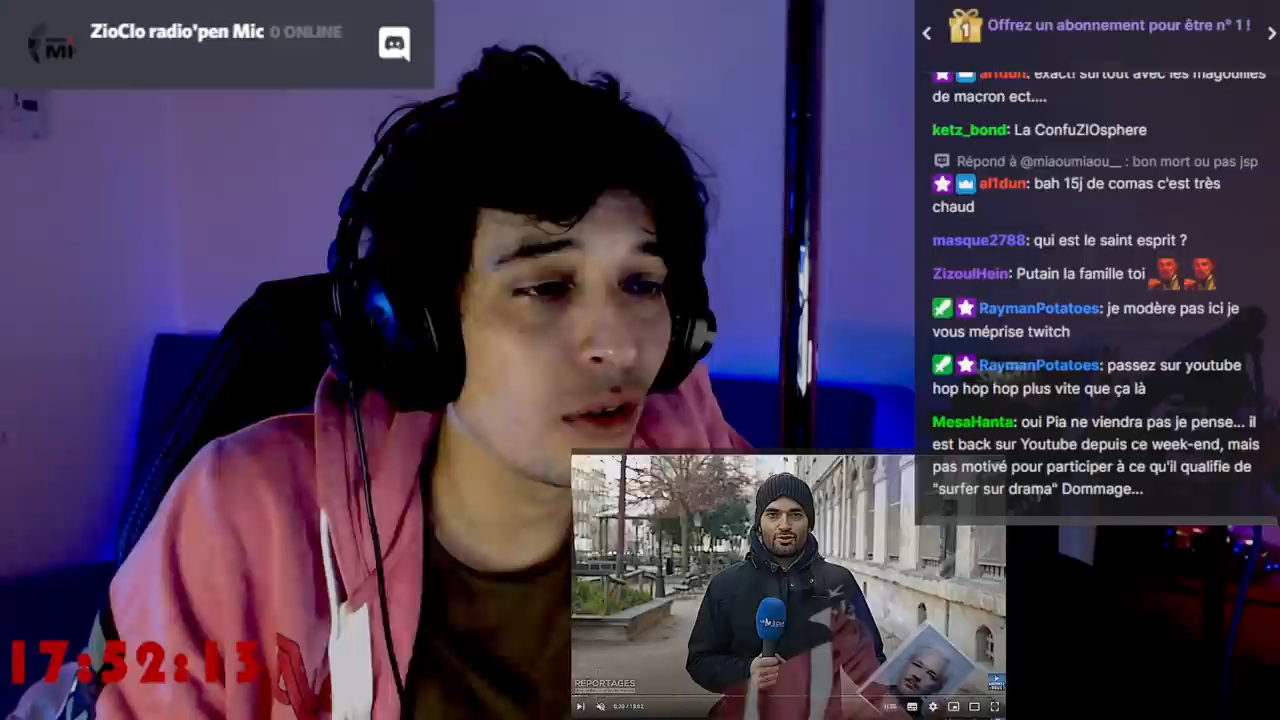 ZioClo radio'pen Mic 0 ONLINE
MI
Offrez un abonnement pour être n° 1 !
al1dun: exact! surtout avec les magouilles
de macron ect....
ketz_bond: La ConfuZIOsphere
Répond à @miaoumiaou__ : bon mort ou pas jsp
al1dun: bah 15j de comas c'est très
chaud
masque2788: qui est le saint esprit ?
ZizoulHein: Putain la famille toi
RaymanPotatoes: je modère pas ici je
vous méprise twitch
RaymanPotatoes: passez sur youtube
hop hop hop plus vite que ça là
MesaHanta: oui Pia ne viendra pas je pense... il
est back sur Youtube depuis ce week-end, mais
pas motivé pour participer à ce qu'il qualifie de
"surfer sur drama" Dommage...
17:52:13
REPORTAGES